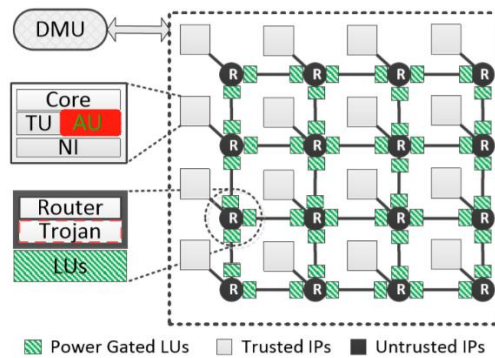 DMU
Core
TU AU
NI
Router
Trojan
LUs
R R R R
R R R R
R R R R
R R R R
Power Gated LUs Trusted IPs Untrusted IPs